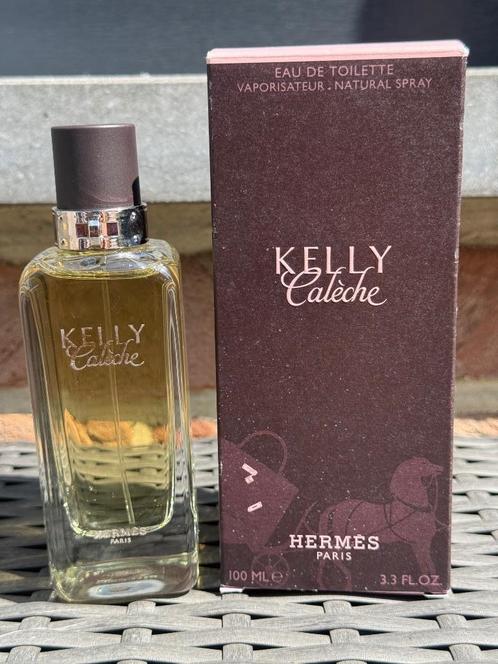 EAU DE TOILETTE
VAPORISATEUR . NATURAL SPRAY
KELLY
Calèche
HERMÈS
PARIS
100 ML ℮
3.3 FL.OZ.
KELLY
Calèche
HERMÈS
PARIS